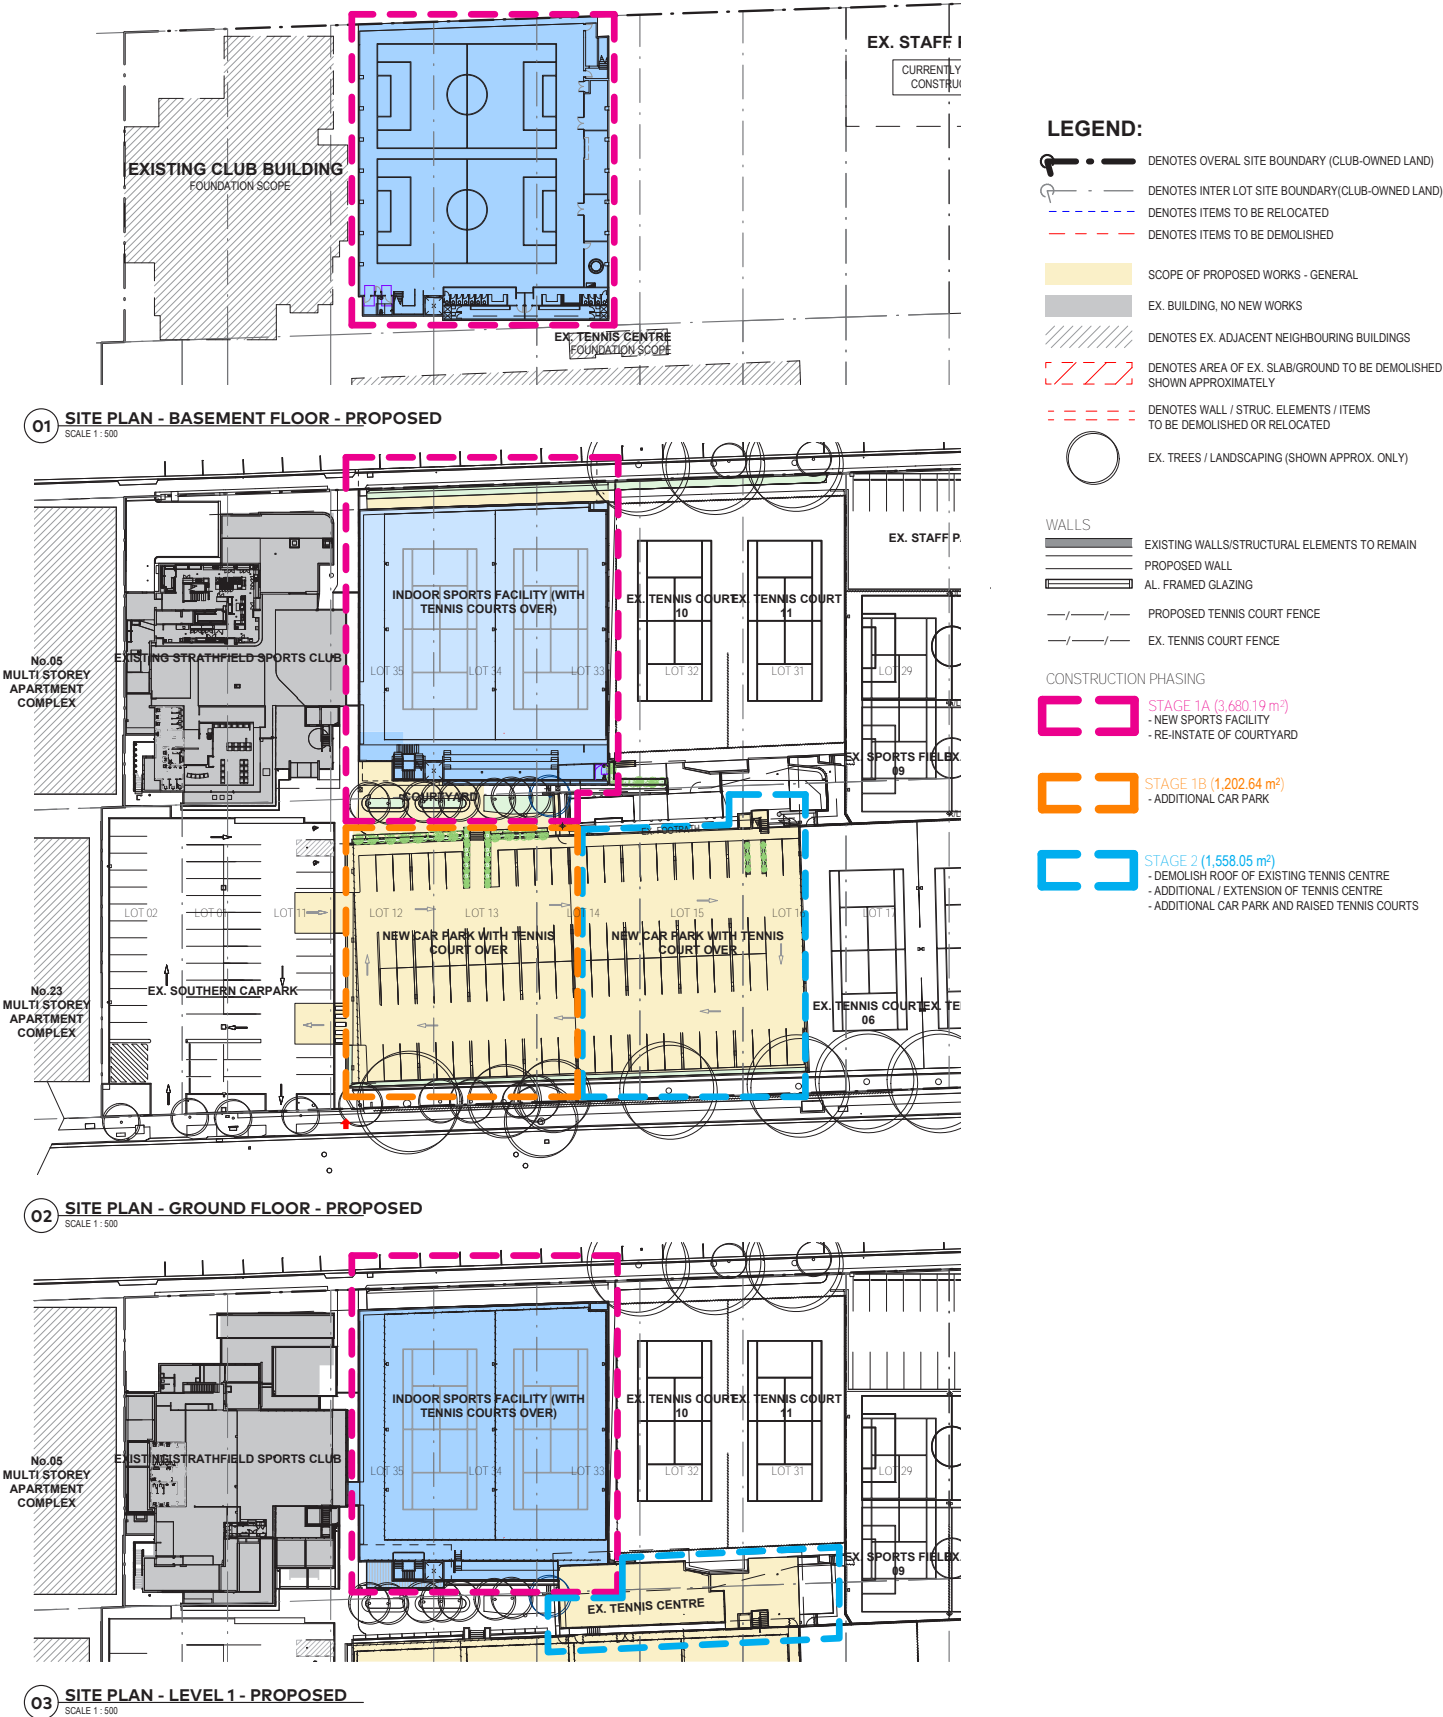 EX. STAFF
CURRENTLY
EXISTING CLUB BUILDING
FOUNDATION SCOPE
EX. TENNIS CENTRE
FOUNDATION SCOPE
01 SITE PLAN - BASEMENT FLOOR - PROPOSED
SCALE 1 : 500
EX. STAFF P
INDOOR SPORTS FACILITY (WITH
TENNIS COURTS OVER)
EX. TENNIS COURT
10
EX. TENNIS COURT
11
No.05
MULTI STOREY
APARTMENT
COMPLEX
EXISTING STRATHFIELD SPORTS CLUB
LOT 35
LOT 34
LOT 33
LOT 32
LOT 31
LOT 29
EX. SPORTS FIELD
09
COURTYARD
EX. FOOTPATH
LOT 02
LOT 01
LOT 11
LOT 12
LOT 13
LOT 14
LOT 15
LOT 16
LOT 17
NEW CAR PARK WITH TENNIS
COURT OVER
NEW CAR PARK WITH TENNIS
COURT OVER
No.23
MULTI STOREY
APARTMENT
COMPLEX
EX. SOUTHERN CARPARK
EX. TENNIS COURT
06
EX. TE
02 SITE PLAN - GROUND FLOOR - PROPOSED
SCALE 1 : 500
INDOOR SPORTS FACILITY (WITH
TENNIS COURTS OVER)
EX. TENNIS COURT
10
EX. TENNIS COURT
11
No.05
MULTI STOREY
APARTMENT
COMPLEX
EXISTING STRATHFIELD SPORTS CLUB
LOT 35
LOT 34
LOT 33
LOT 32
LOT 31
LOT 29
EX. SPORTS FIELD
09
EX. TENNIS CENTRE
03 SITE PLAN - LEVEL 1 - PROPOSED
SCALE 1 : 500
LEGEND:
DENOTES OVERAL SITE BOUNDARY (CLUB-OWNED LAND)
DENOTES INTER LOT SITE BOUNDARY(CLUB-OWNED LAND)
DENOTES ITEMS TO BE RELOCATED
DENOTES ITEMS TO BE DEMOLISHED
SCOPE OF PROPOSED WORKS - GENERAL
EX. BUILDING, NO NEW WORKS
DENOTES EX. ADJACENT NEIGHBOURING BUILDINGS
DENOTES AREA OF EX. SLAB/GROUND TO BE DEMOLISHED
SHOWN APPROXIMATELY
DENOTES WALL / STRUC. ELEMENTS / ITEMS
TO BE DEMOLISHED OR RELOCATED
EX. TREES / LANDSCAPING (SHOWN APPROX. ONLY)
WALLS
EXISTING WALLS/STRUCTURAL ELEMENTS TO REMAIN
PROPOSED WALL
AL. FRAMED GLAZING
PROPOSED TENNIS COURT FENCE
EX. TENNIS COURT FENCE
CONSTRUCTION PHASING
STAGE 1A (3,680.19 m²)
- NEW SPORTS FACILITY
- RE-INSTATE OF COURTYARD
STAGE 1B (1,202.64 m²)
- ADDITIONAL CAR PARK
STAGE 2 (1,558.05 m²)
- DEMOLISH ROOF OF EXISTING TENNIS CENTRE
- ADDITIONAL / EXTENSION OF TENNIS CENTRE
- ADDITIONAL CAR PARK AND RAISED TENNIS COURTS